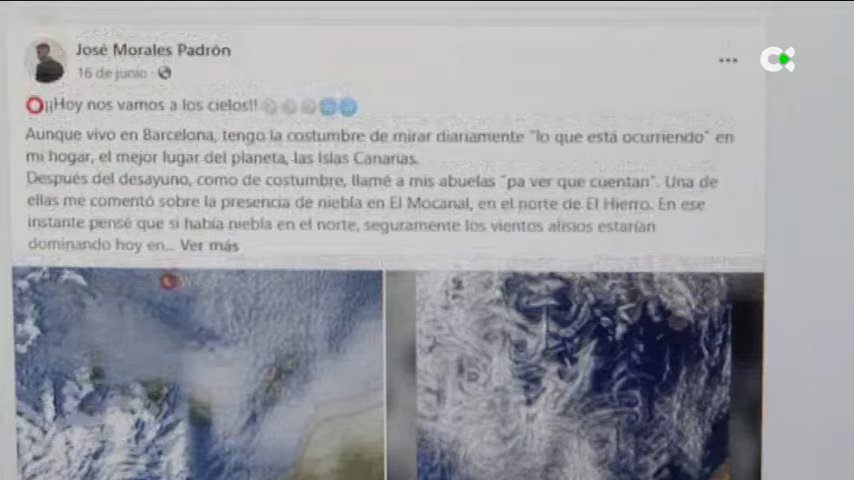 José Morales Padrón
16 de junio ·
¡¡Hoy nos vamos a los cielos!!
Aunque vivo en Barcelona, tengo la costumbre de mirar diariamente "lo que está ocurriendo" en
mi hogar, el mejor lugar del planeta, las Islas Canarias.
Después del desayuno, como de costumbre, llamé a mis abuelas "pa ver que cuentan". Una de
ellas me comentó sobre la presencia de niebla en El Mocanal, en el norte de El Hierro. En ese
instante pensé que si había niebla en el norte, seguramente los vientos alisios estarían
dominando hoy en... Ver más